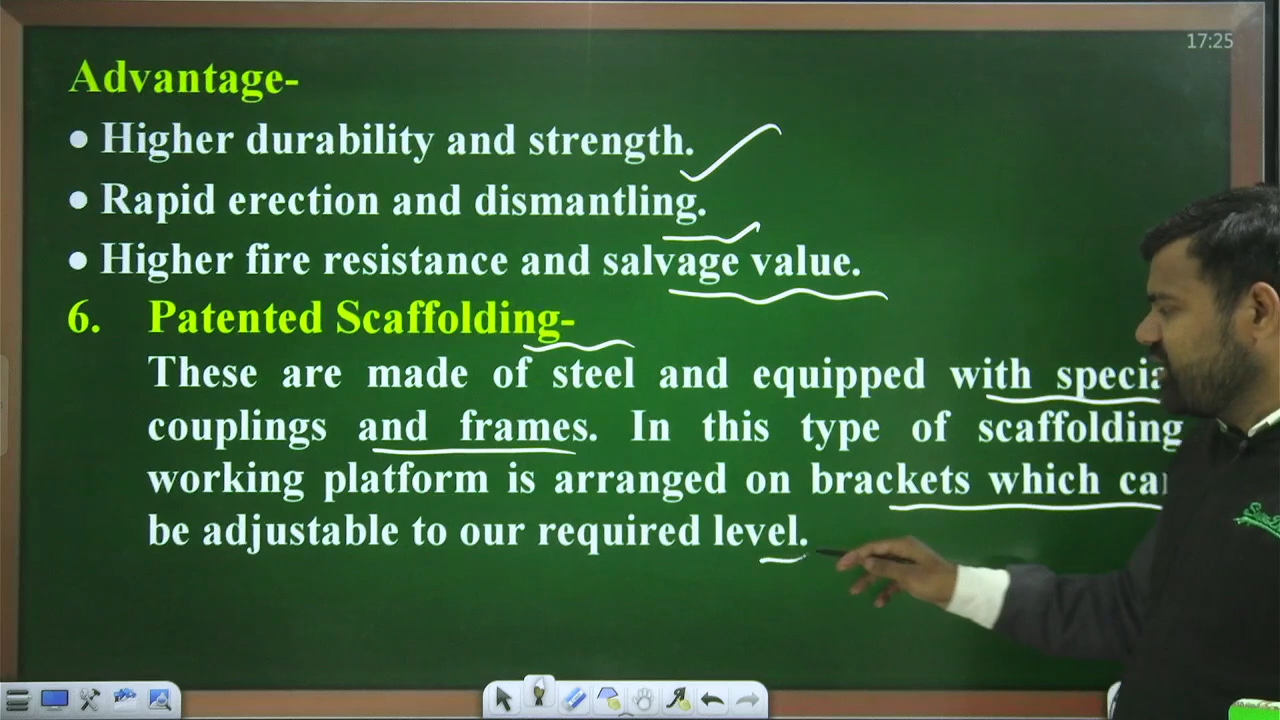 17:25
Advantage-
• Higher durability and strength.
• Rapid erection and dismantling.
• Higher fire resistance and salvage value.
6. Patented Scaffolding-
These are made of steel and equipped with
couplings and frames. In this type of scaffolding
working platform is arranged on brackets which
be adjustable to our required level.